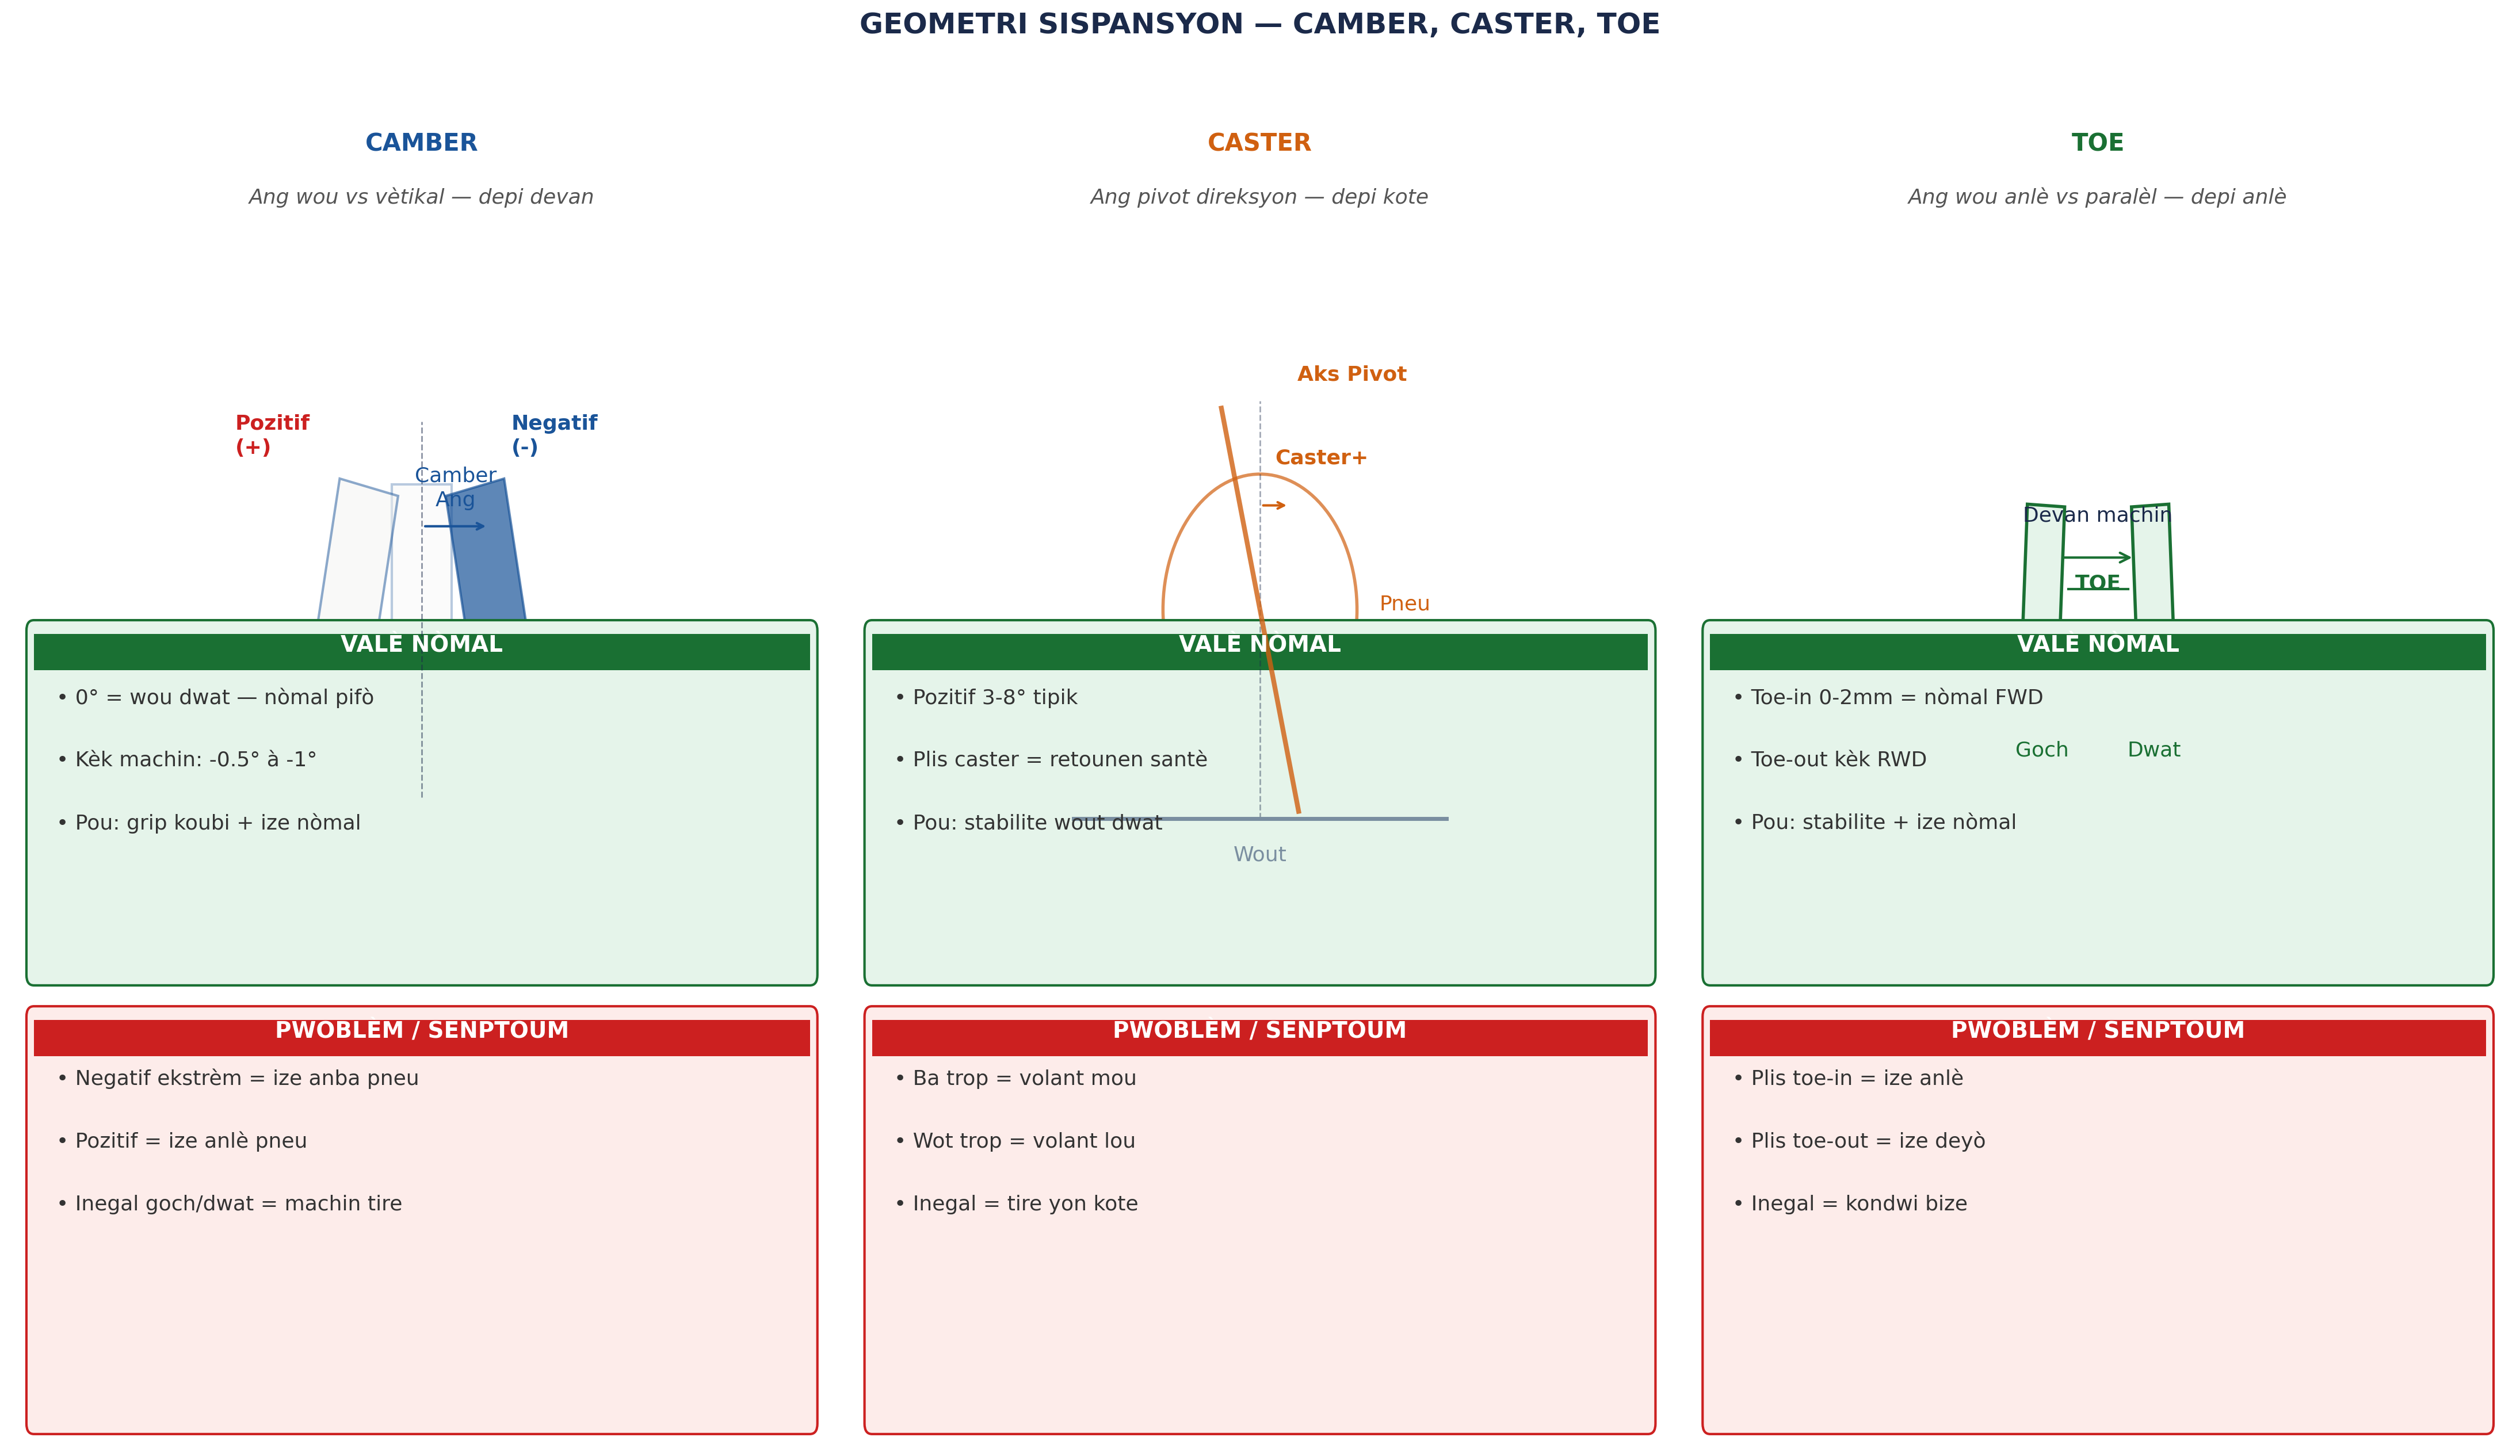 GEOMETRI SISPANSYON — CAMBER, CASTER, TOE
CAMBER
Ang wou vs vètikal — depi devan
Pozitif
(+)
Negatif
(-)
Camber
Ang
VALE NÒMAL
• 0° = wou dwat — nòmal pifò
• Kèk machin: -0.5° à -1°
• Pou: grip koubi + ize nòmal
PWOBLÈM / SENPTOUM
• Negatif ekstrèm = ize anba pneu
• Pozitif = ize anlè pneu
• Inegal goch/dwat = machin tire
CASTER
Ang pivot direksyon — depi kote
Aks Pivot
Caster+
Pneu
VALE NÒMAL
• Pozitif 3-8° tipik
• Plis caster = retounen santè
• Pou: stabilite wout dwat
Wout
PWOBLÈM / SENPTOUM
• Ba trop = volant mou
• Wot trop = volant lou
• Inegal = tire yon kote
TOE
Ang wou anlè vs paralèl — depi anlè
Devan machin
TOE
VALE NÒMAL
• Toe-in 0-2mm = nòmal FWD
Goch
Dwat
• Toe-out kèk RWD
• Pou: stabilite + ize nòmal
PWOBLÈM / SENPTOUM
• Plis toe-in = ize anlè
• Plis toe-out = ize deyò
• Inegal = kondwi bize